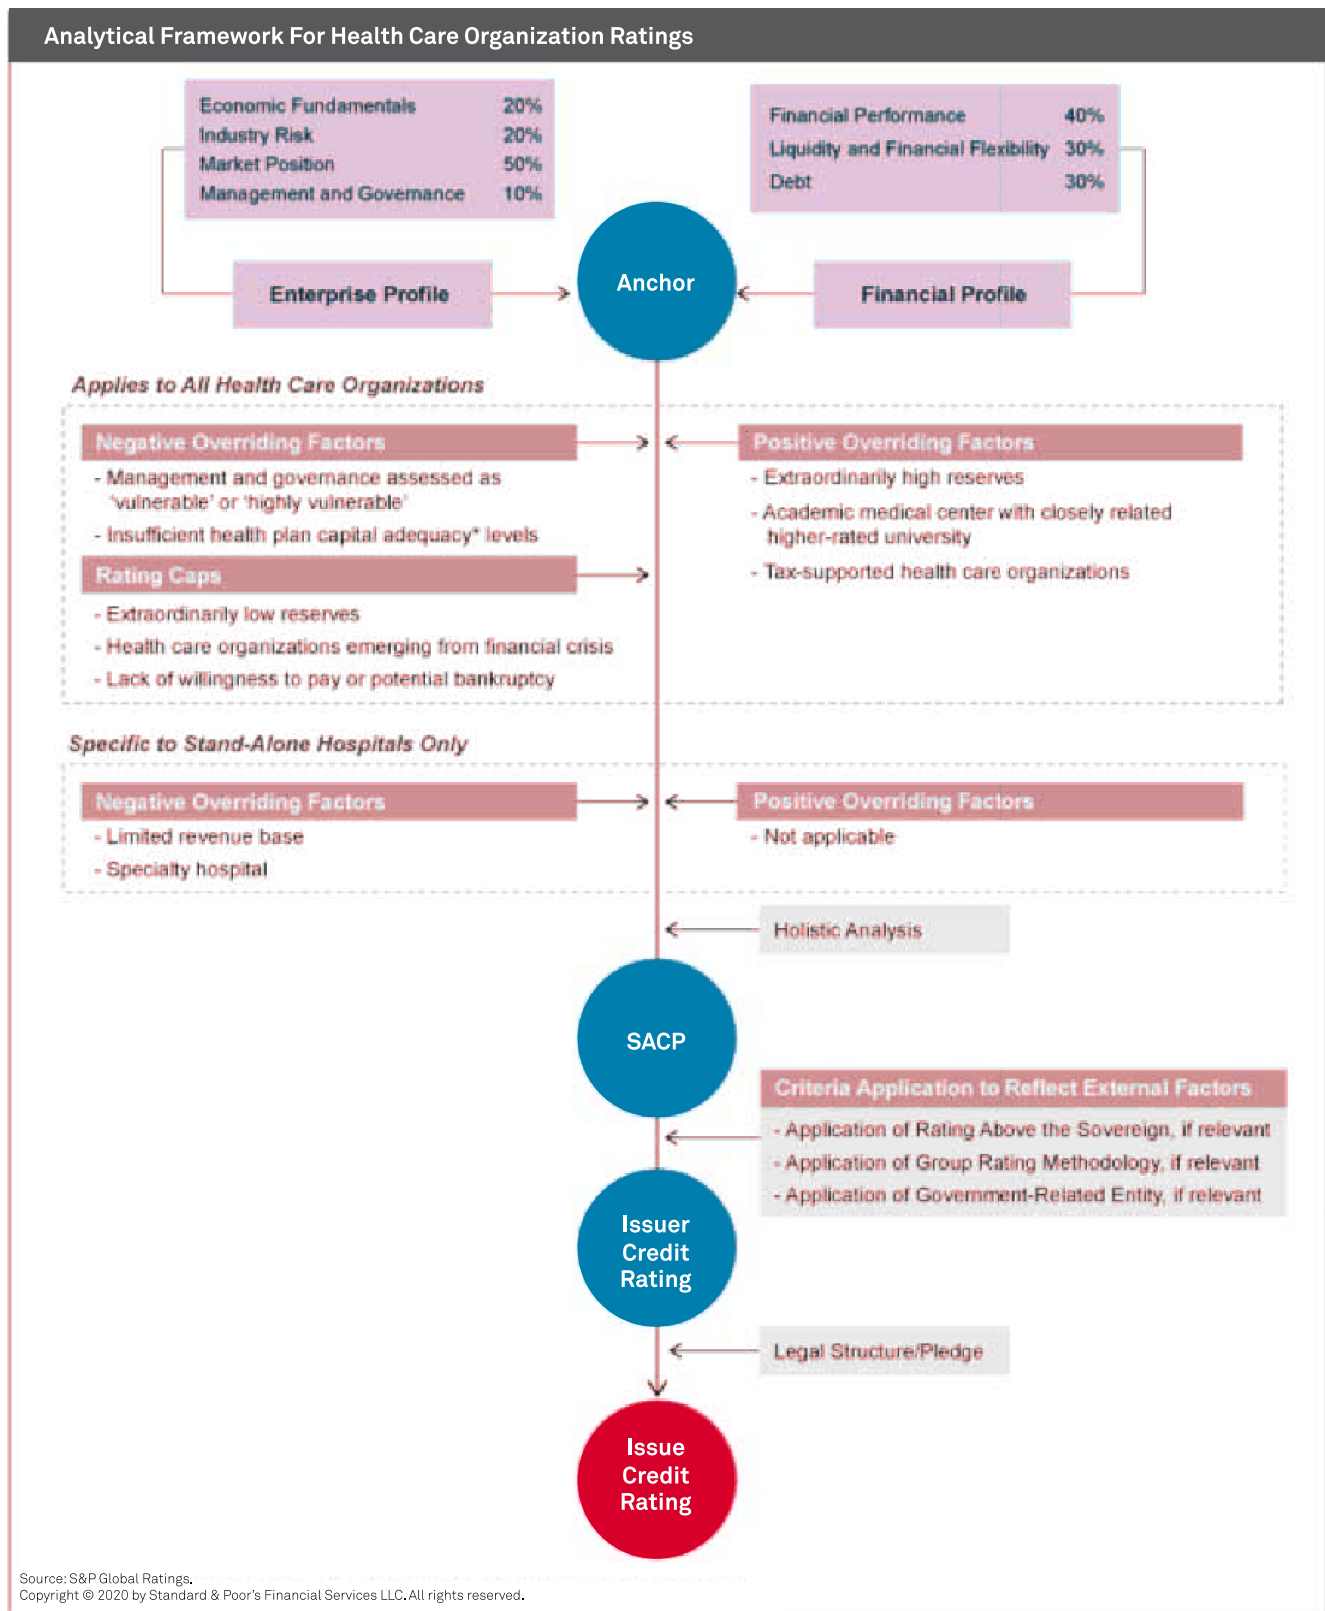 Analytical Framework For Health Care Organization Ratings
Economic Fundamentals 20%
Industry Risk 20%
Market Position 50%
Management and Governance 10%
Financial Performance 40%
Liquidity and Financial Flexibility 30%
Debt 30%
Enterprise Profile
Anchor
Financial Profile
Applies to All Health Care Organizations
Negative Overriding Factors
- Management and governance assessed as
'vulnerable' or 'highly vulnerable'
- Insufficient health plan capital adequacy* levels
Rating Caps
- Extraordinarily low reserves
- Health care organizations emerging from financial crisis
- Lack of willingness to pay or potential bankruptcy
Positive Overriding Factors
- Extraordinarily high reserves
- Academic medical center with closely related
higher-rated university
- Tax-supported health care organizations
Specific to Stand-Alone Hospitals Only
Negative Overriding Factors
- Limited revenue base
- Specialty hospital
Positive Overriding Factors
- Not applicable
Holistic Analysis
SACP
Criteria Application to Reflect External Factors
- Application of Rating Above the Sovereign, if relevant
- Application of Group Rating Methodology, if relevant
- Application of Government-Related Entity, if relevant
Issuer
Credit
Rating
Legal Structure/Pledge
Issue
Credit
Rating
Source: S&P Global Ratings.
Copyright © 2020 by Standard & Poor's Financial Services LLC. All rights reserved.